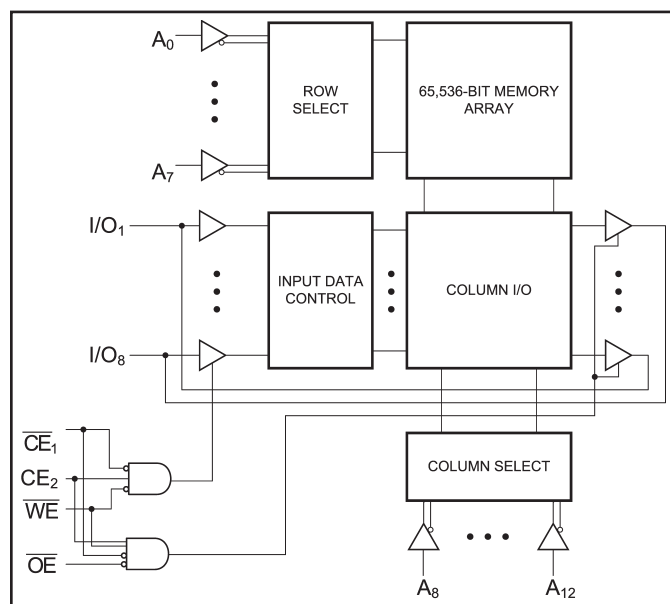 A0
ROW
SELECT
65,536-BIT MEMORY
ARRAY
A7
I/O1
INPUT DATA
CONTROL
COLUMN I/O
I/O8
CE1
CE2
WE
OE
COLUMN SELECT
A8
A12